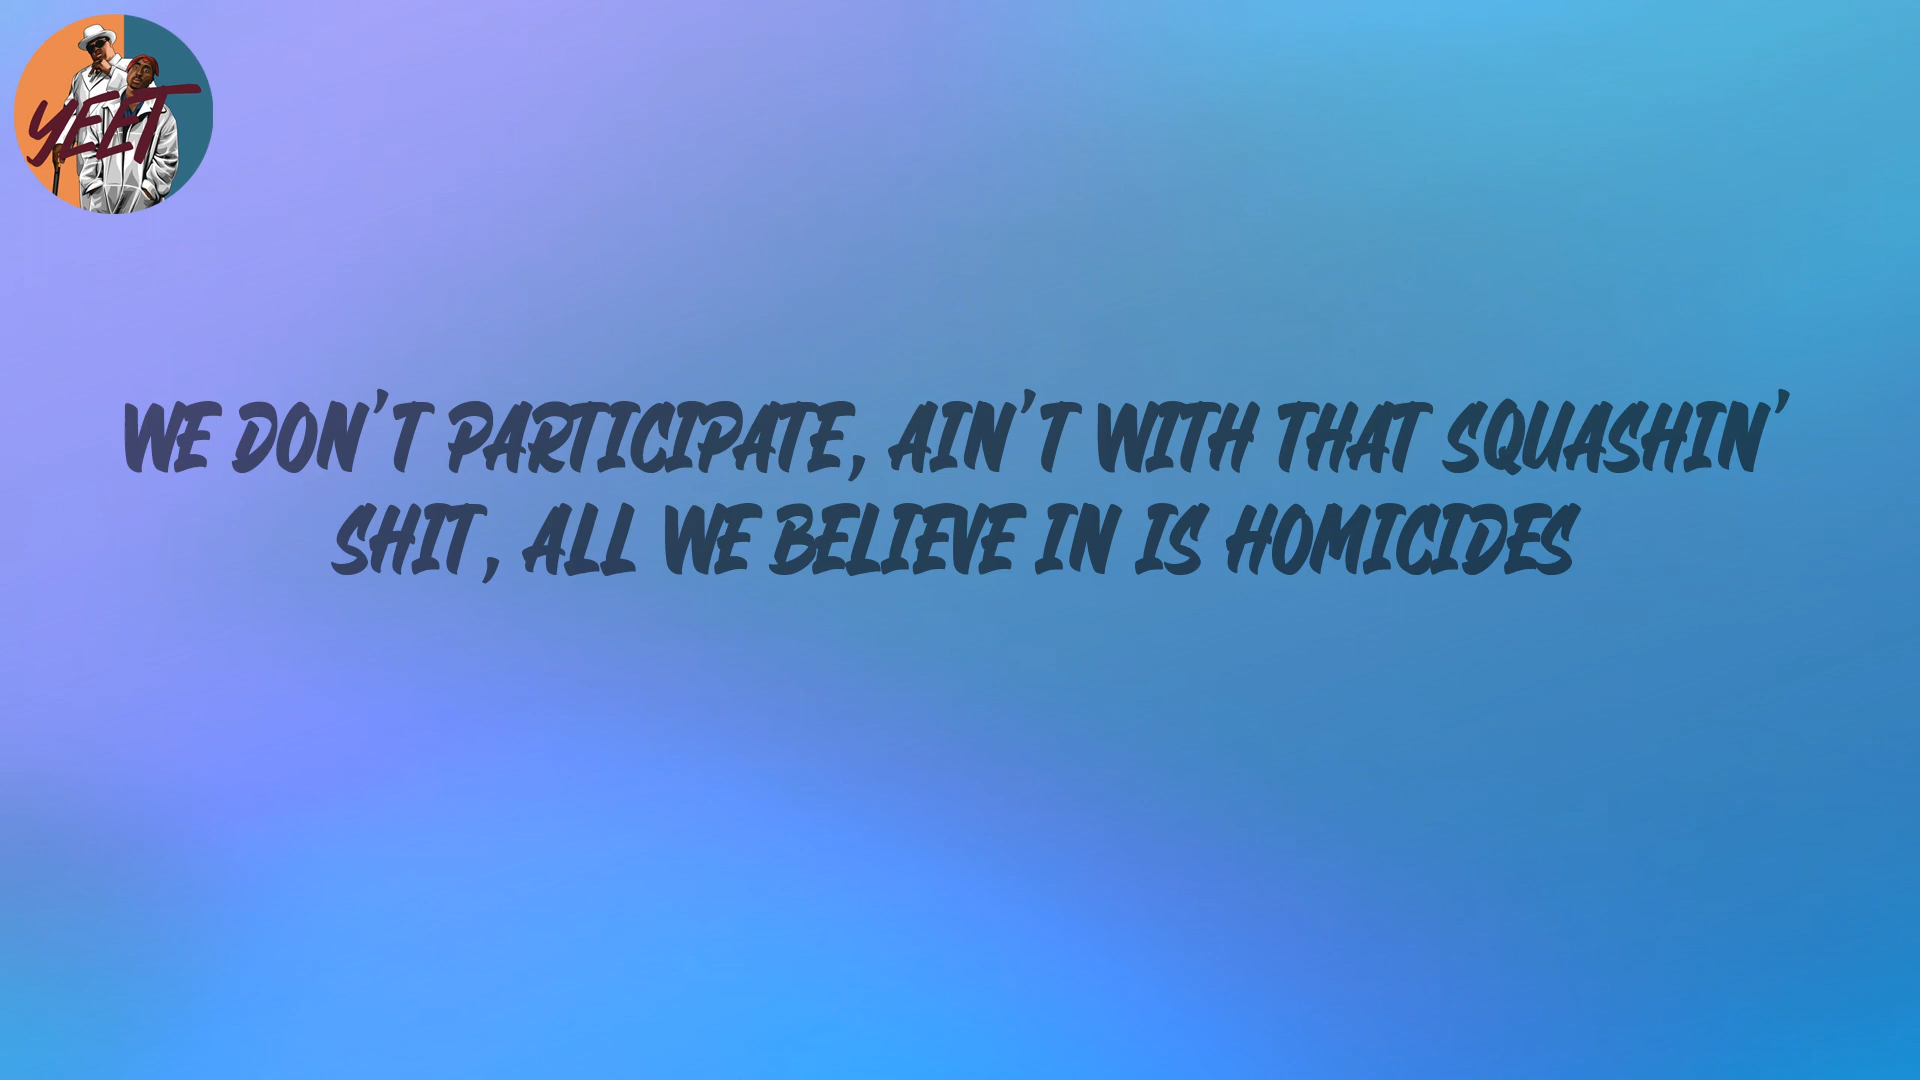 YEET
WE DON'T PARTICIPATE, AIN'T WITH THAT SQUASHIN'
SHIT, ALL WE BELIEVE IN IS HOMICIDES